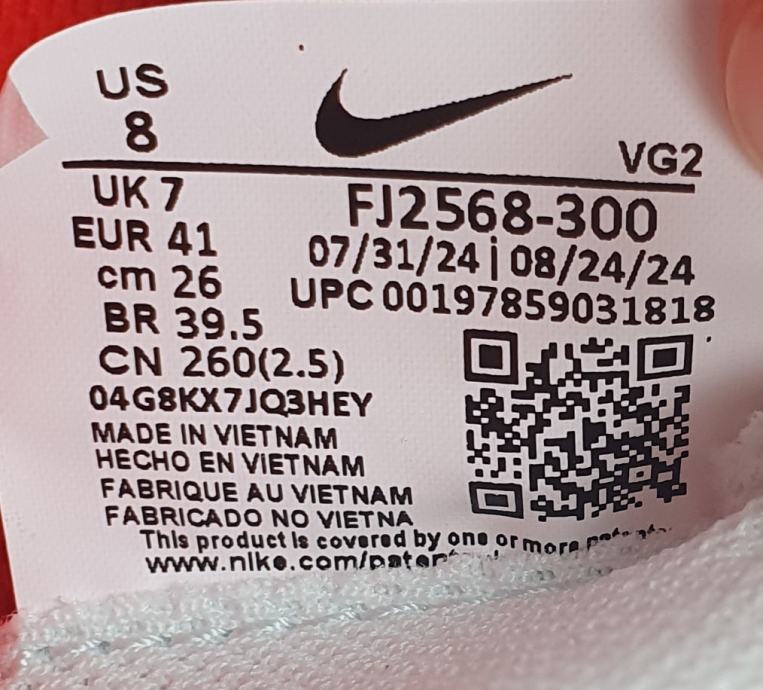 US
8
VG2
UK 7
FJ2568-300
EUR 41
07/31/24 | 08/24/24
cm 26
UPC 00197859031818
BR 39.5
CN 260(2.5)
04G8KX7JQ3HEY
MADE IN VIETNAM
HECHO EN VIETNAM
FABRIQUE AU VIETNAM
FABRICADO NO VIETNA
This product is covered by one or more
www.nike.com/paten